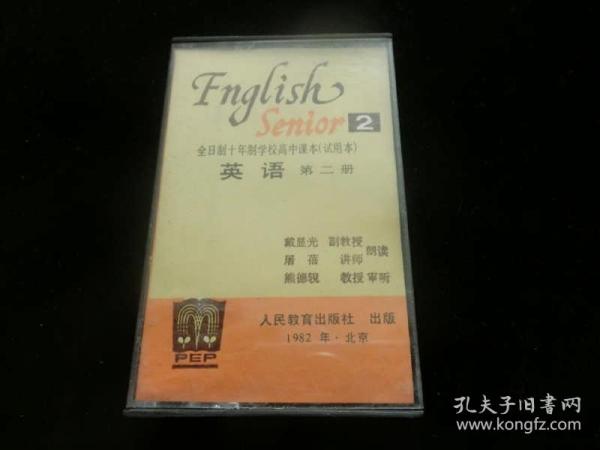 English
Senior 2
全日制十年制学校高中课本(试用本)
英语 第二册
戴显光 副教授
屠蓓 讲师 朗读
熊德輗 教授 审听
人民教育出版社 出版
1982 年·北京
PEP
孔夫子旧书网
www.kongfz.com